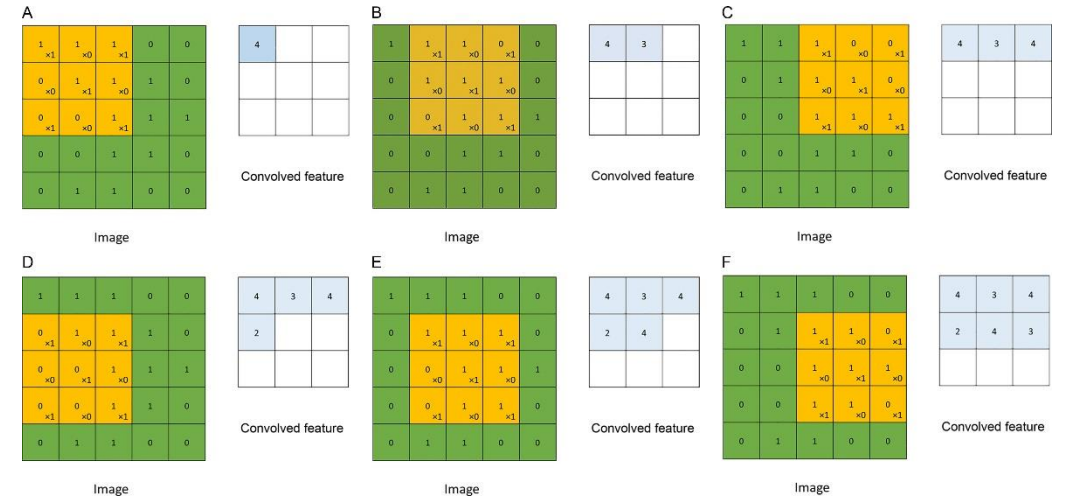 A
1×1 1×0 1×1 0 0
0×0 1×1 1×0 1 0
0×1 0×0 1×1 1 1
0 0 1 1 0
0 1 1 0 0
Image
4
Convolved feature
B
1 1×1 1×0 0×1 0
0 1×0 1×1 1×0 0
0 0×1 1×0 1×1 1
0 0 1 1 0
0 1 1 0 0
Image
4 3
Convolved feature
C
1 1 1×1 0×0 0×1
0 1 1×0 1×1 0×0
0 0 1×1 1×0 1×1
0 0 1 1 0
0 1 1 0 0
Image
4 3 4
Convolved feature
D
1 1 1 0 0
0×1 1×0 1×1 1 0
0×0 0×1 1×0 1 1
0×1 0×0 1×1 1 0
0 1 1 0 0
Image
4 3 4
2
Convolved feature
E
1 1 1 0 0
0 1×1 1×0 1×1 0
0 0×0 1×1 1×0 1
0 0×1 1×0 1×1 0
0 1 1 0 0
Image
4 3 4
2 4
Convolved feature
F
1 1 1 0 0
0 1 1×1 1×0 0×1
0 0 1×0 1×1 1×0
0 0 1×1 1×0 0×1
0 1 1 0 0
Image
4 3 4
2 4 3
Convolved feature